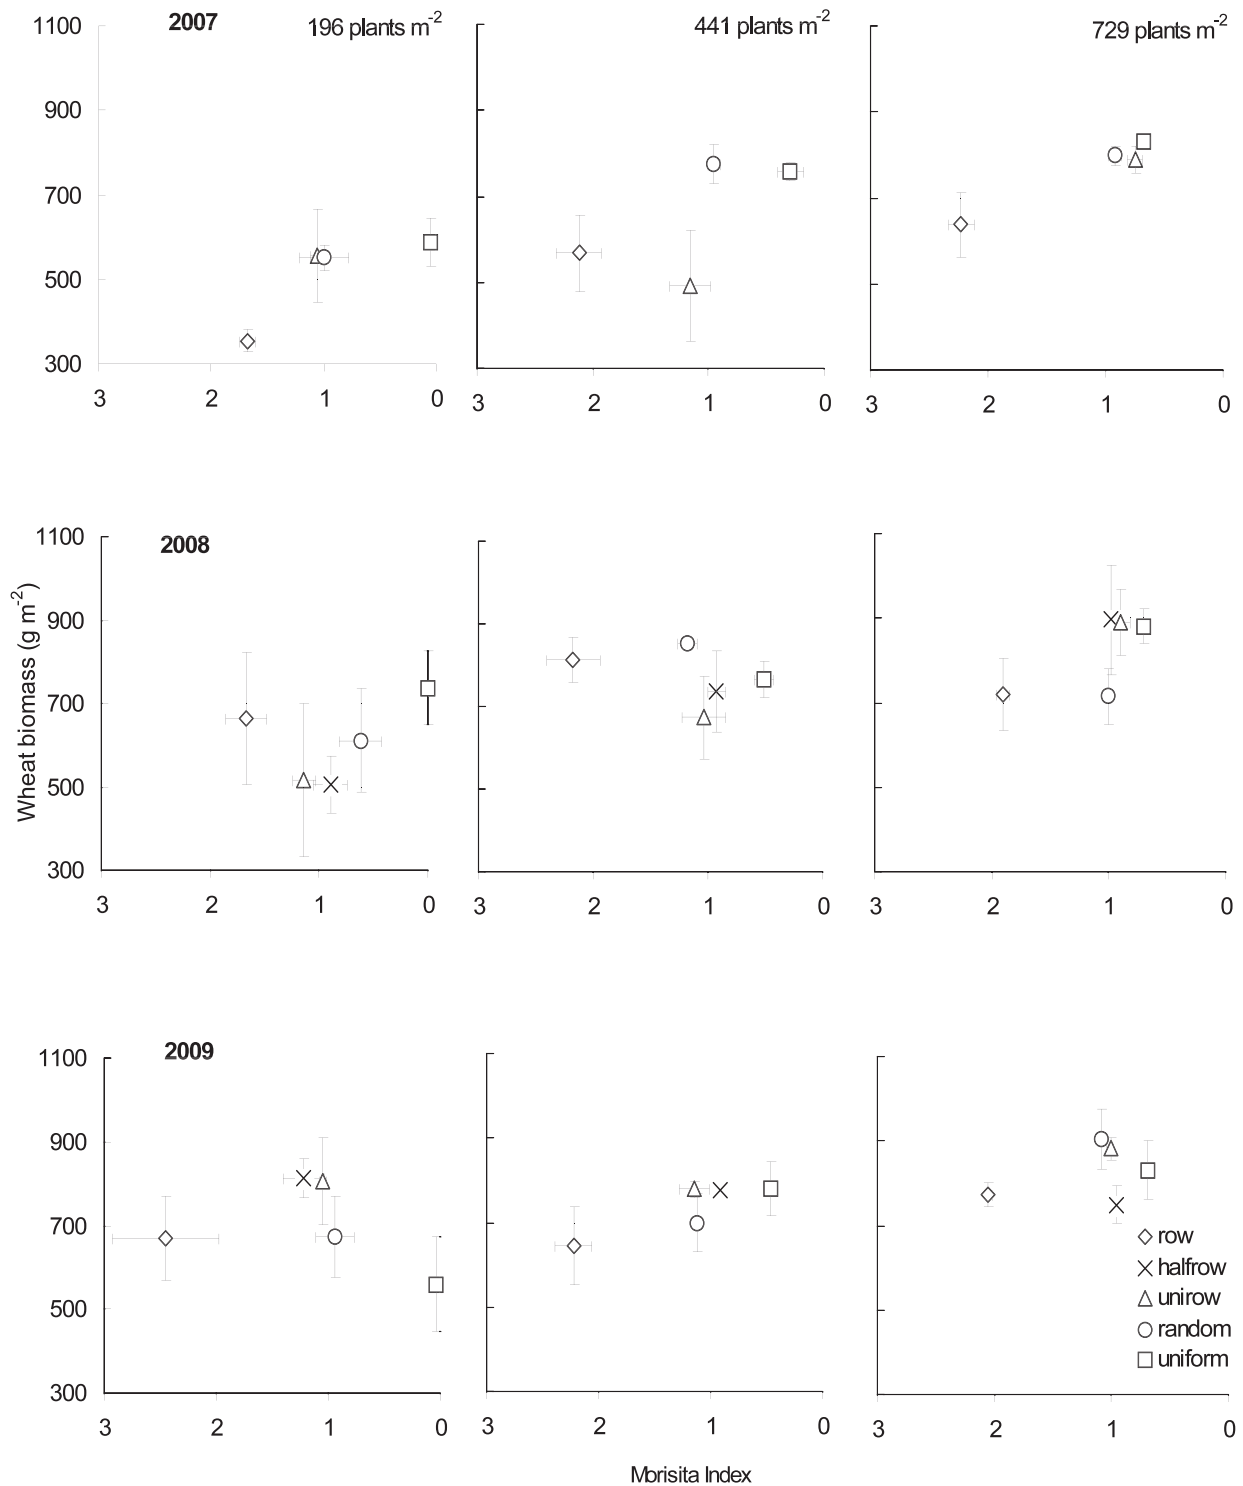 2007 196 plants m-2 441 plants m-2 729 plants m-2
1100
900
700
500
300
3 2 1 0 3 2 1 0 3 2 1 0
2008
Wheat biomass (g m-2)
1100
900
700
500
300
3 2 1 0 3 2 1 0 3 2 1 0
2009
1100
900
700
500
300
3 2 1 0 3 2 1 0 3 2 1 0
row
halfrow
unirow
random
uniform
Morisita Index